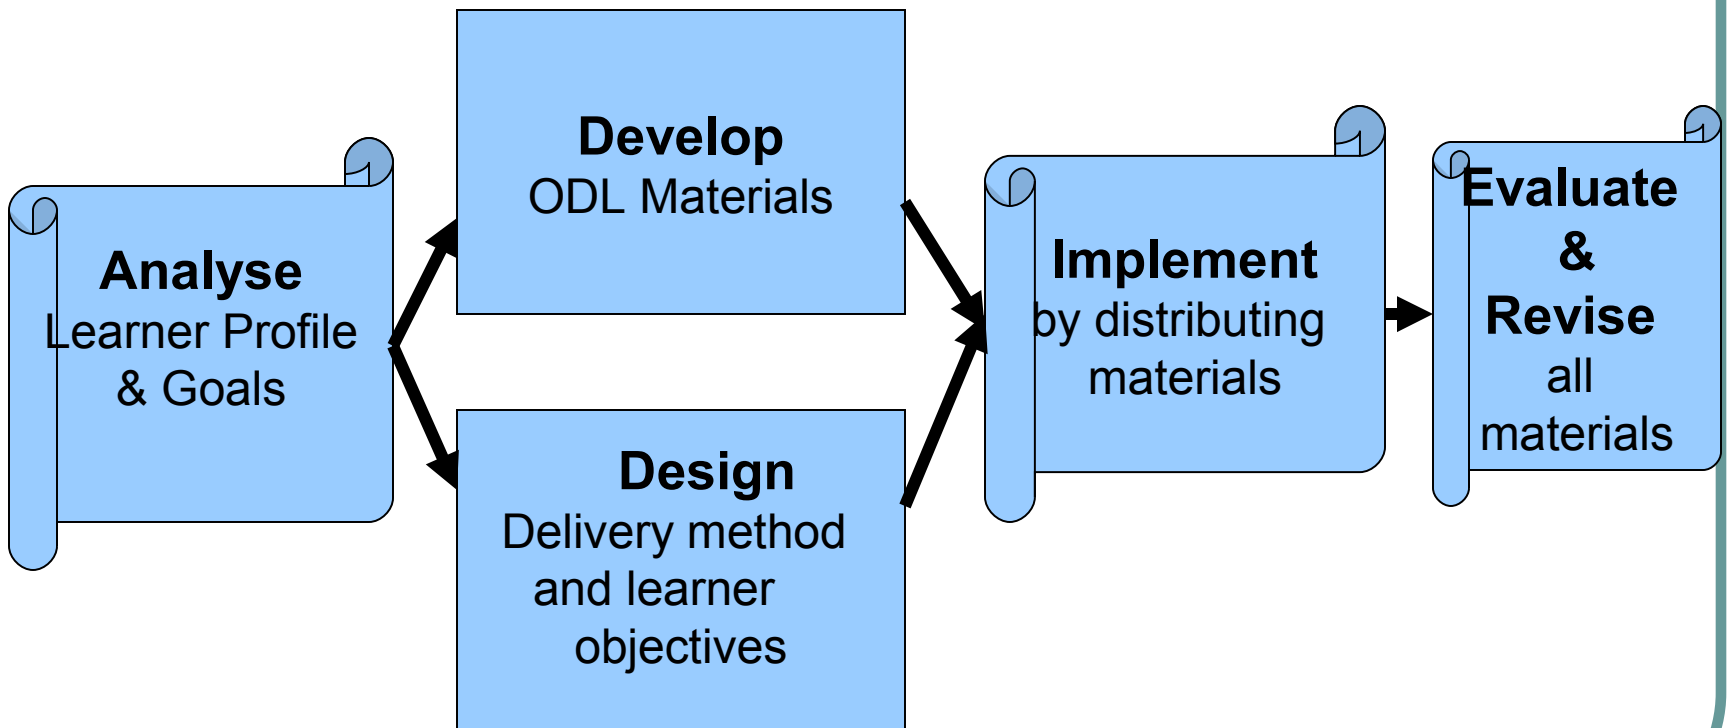 Analyse
Learner Profile
& Goals
Develop
ODL Materials
Design
Delivery method
and learner
objectives
Implement
by distributing
materials
Evaluate
&
Revise
all
materials